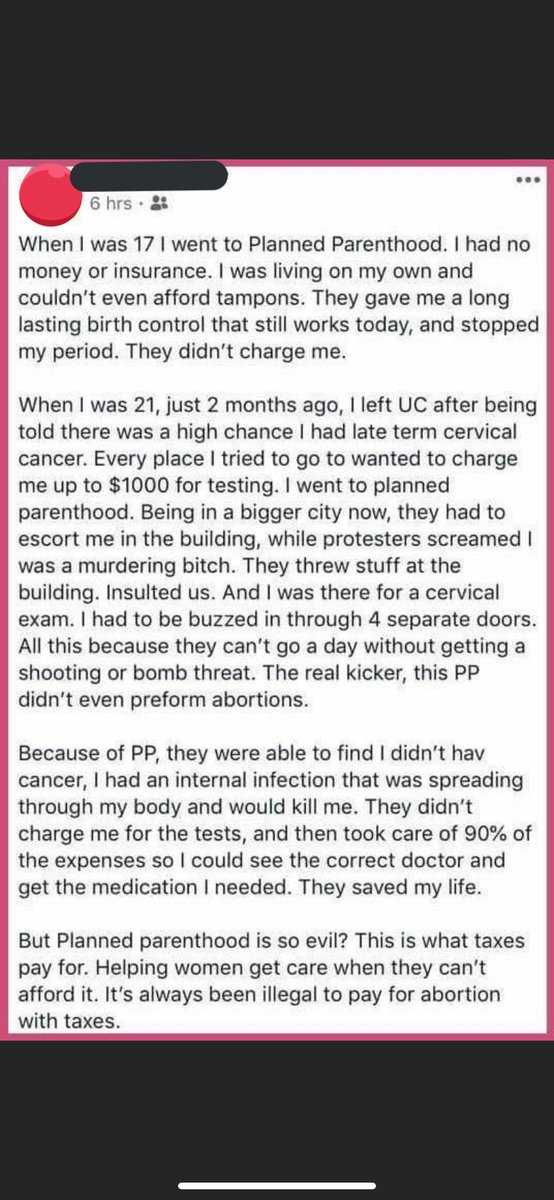 6 hrs ·
When I was 17 I went to Planned Parenthood. I had no
money or insurance. I was living on my own and
couldn't even afford tampons. They gave me a long
lasting birth control that still works today, and stopped
my period. They didn't charge me.
When I was 21, just 2 months ago, I left UC after being
told there was a high chance I had late term cervical
cancer. Every place I tried to go to wanted to charge
me up to $1000 for testing. I went to planned
parenthood. Being in a bigger city now, they had to
escort me in the building, while protesters screamed I
was a murdering bitch. They threw stuff at the
building. Insulted us. And I was there for a cervical
exam. I had to be buzzed in through 4 separate doors.
All this because they can't go a day without getting a
shooting or bomb threat. The real kicker, this PP
didn't even preform abortions.
Because of PP, they were able to find I didn't hav
cancer, I had an internal infection that was spreading
through my body and would kill me. They didn't
charge me for the tests, and then took care of 90% of
the expenses so I could see the correct doctor and
get the medication I needed. They saved my life.
But Planned parenthood is so evil? This is what taxes
pay for. Helping women get care when they can't
afford it. It's always been illegal to pay for abortion
with taxes.